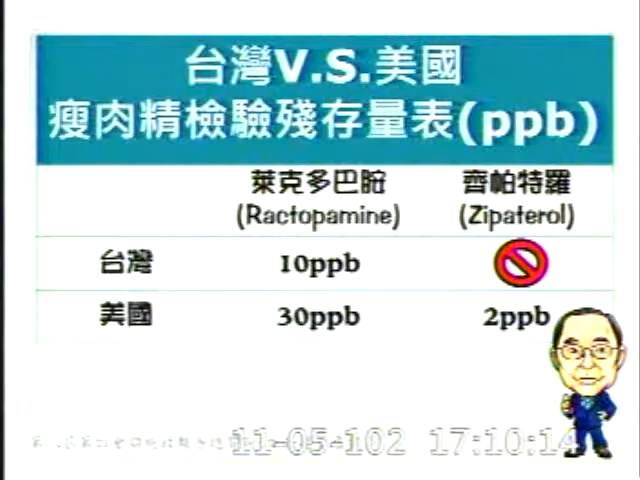 台灣V.S.美國
瘦肉精檢驗殘存量表(ppb)
萊克多巴胺 齊帕特羅
(Ractopamine) (Zipaterol)
台灣 10ppb
美國 30ppb 2ppb
11-05-102 17:10:14